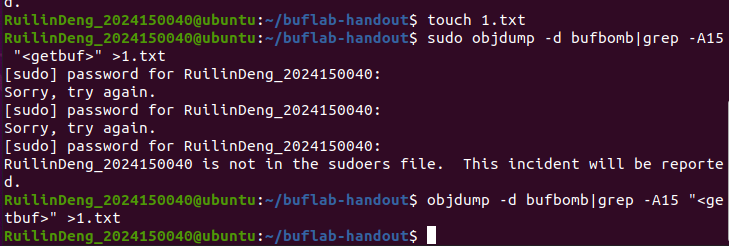 d.
RuilinDeng_2024150040@ubuntu:~/buflab-handout$ touch 1.txt
RuilinDeng_2024150040@ubuntu:~/buflab-handout$ sudo objdump -d bufbomb|grep -A15
 "<getbuf>" >1.txt
[sudo] password for RuilinDeng_2024150040:
Sorry, try again.
[sudo] password for RuilinDeng_2024150040:
Sorry, try again.
[sudo] password for RuilinDeng_2024150040:
RuilinDeng_2024150040 is not in the sudoers file.  This incident will be reporte
d.
RuilinDeng_2024150040@ubuntu:~/buflab-handout$ objdump -d bufbomb|grep -A15 "<ge
tbuf>" >1.txt
RuilinDeng_2024150040@ubuntu:~/buflab-handout$